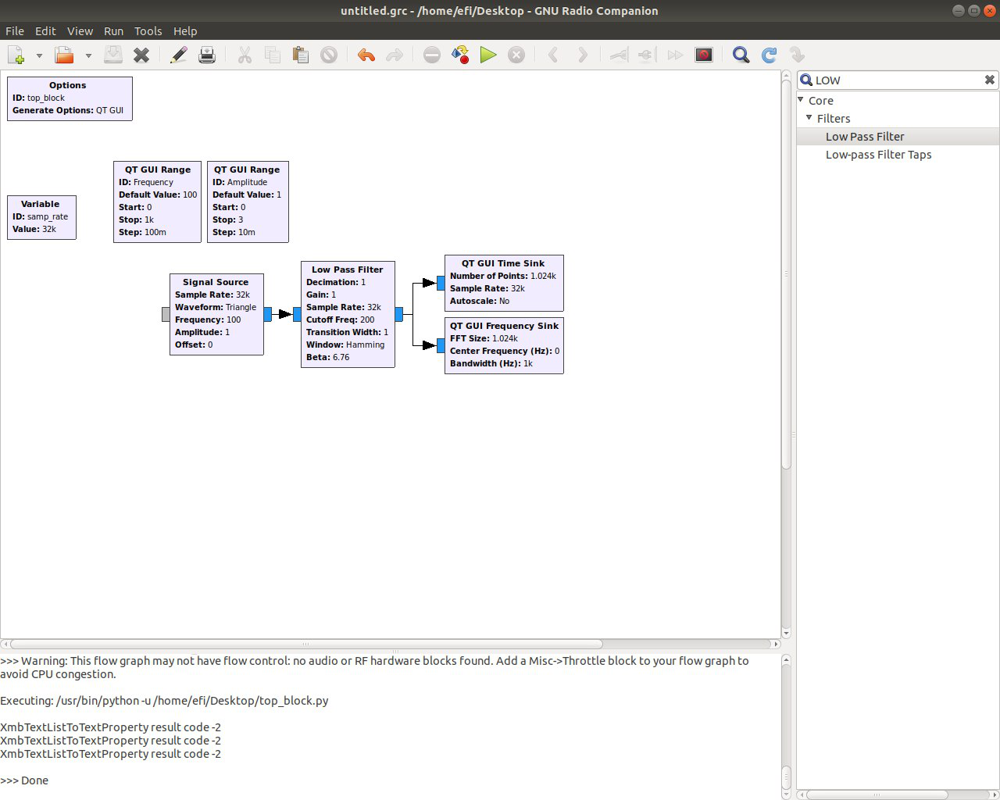 untitled.grc - /home/efi/Desktop - GNU Radio Companion
File Edit View Run Tools Help
Options
ID: top_block
Generate Options: QT GUI
QT GUI Range
ID: Frequency
Default Value: 100
Start: 0
Stop: 1k
Step: 100m
QT GUI Range
ID: Amplitude
Default Value: 1
Start: 0
Stop: 3
Step: 10m
Variable
ID: samp_rate
Value: 32k
Signal Source
Sample Rate: 32k
Waveform: Triangle
Frequency: 100
Amplitude: 1
Offset: 0
Low Pass Filter
Decimation: 1
Gain: 1
Sample Rate: 32k
Cutoff Freq: 200
Transition Width: 1
Window: Hamming
Beta: 6.76
QT GUI Time Sink
Number of Points: 1.024k
Sample Rate: 32k
Autoscale: No
QT GUI Frequency Sink
FFT Size: 1.024k
Center Frequency (Hz): 0
Bandwidth (Hz): 1k
LOW
Core
Filters
Low Pass Filter
Low-pass Filter Taps
>>> Warning: This flow graph may not have flow control: no audio or RF hardware blocks found. Add a Misc->Throttle block to your flow graph to
avoid CPU congestion.
Executing: /usr/bin/python -u /home/efi/Desktop/top_block.py
XmbTextListToTextProperty result code -2
XmbTextListToTextProperty result code -2
XmbTextListToTextProperty result code -2
>>> Done